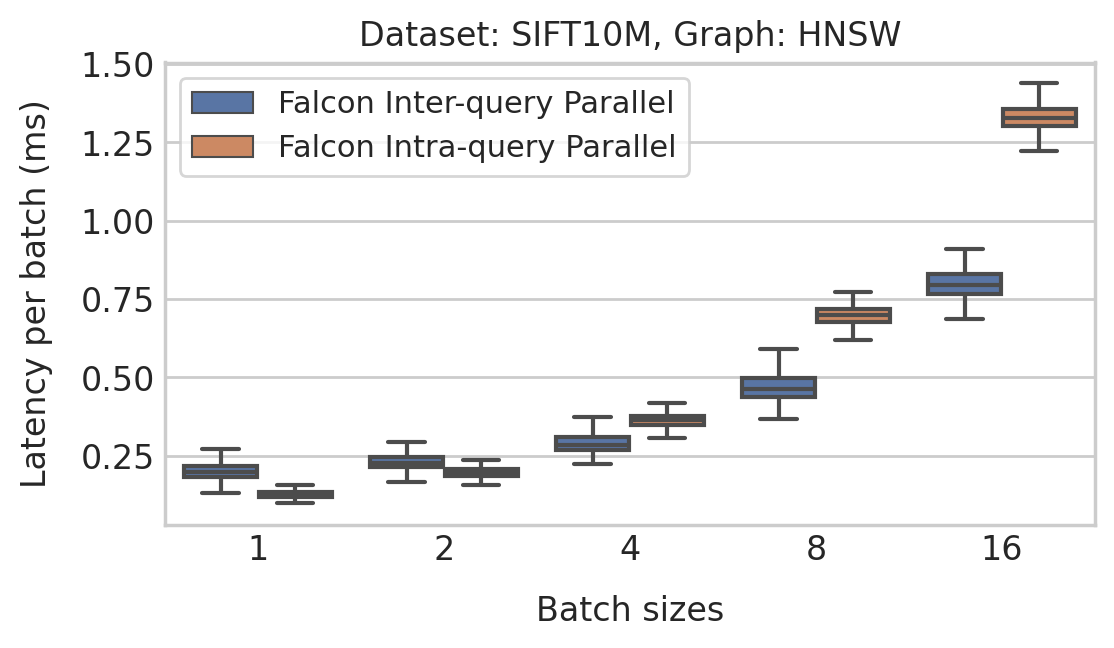 Dataset: SIFT10M, Graph: HNSW
Latency per batch (ms)
1.50
1.25
1.00
0.75
0.50
0.25
Falcon Inter-query Parallel
Falcon Intra-query Parallel
1 2 4 8 16
Batch sizes